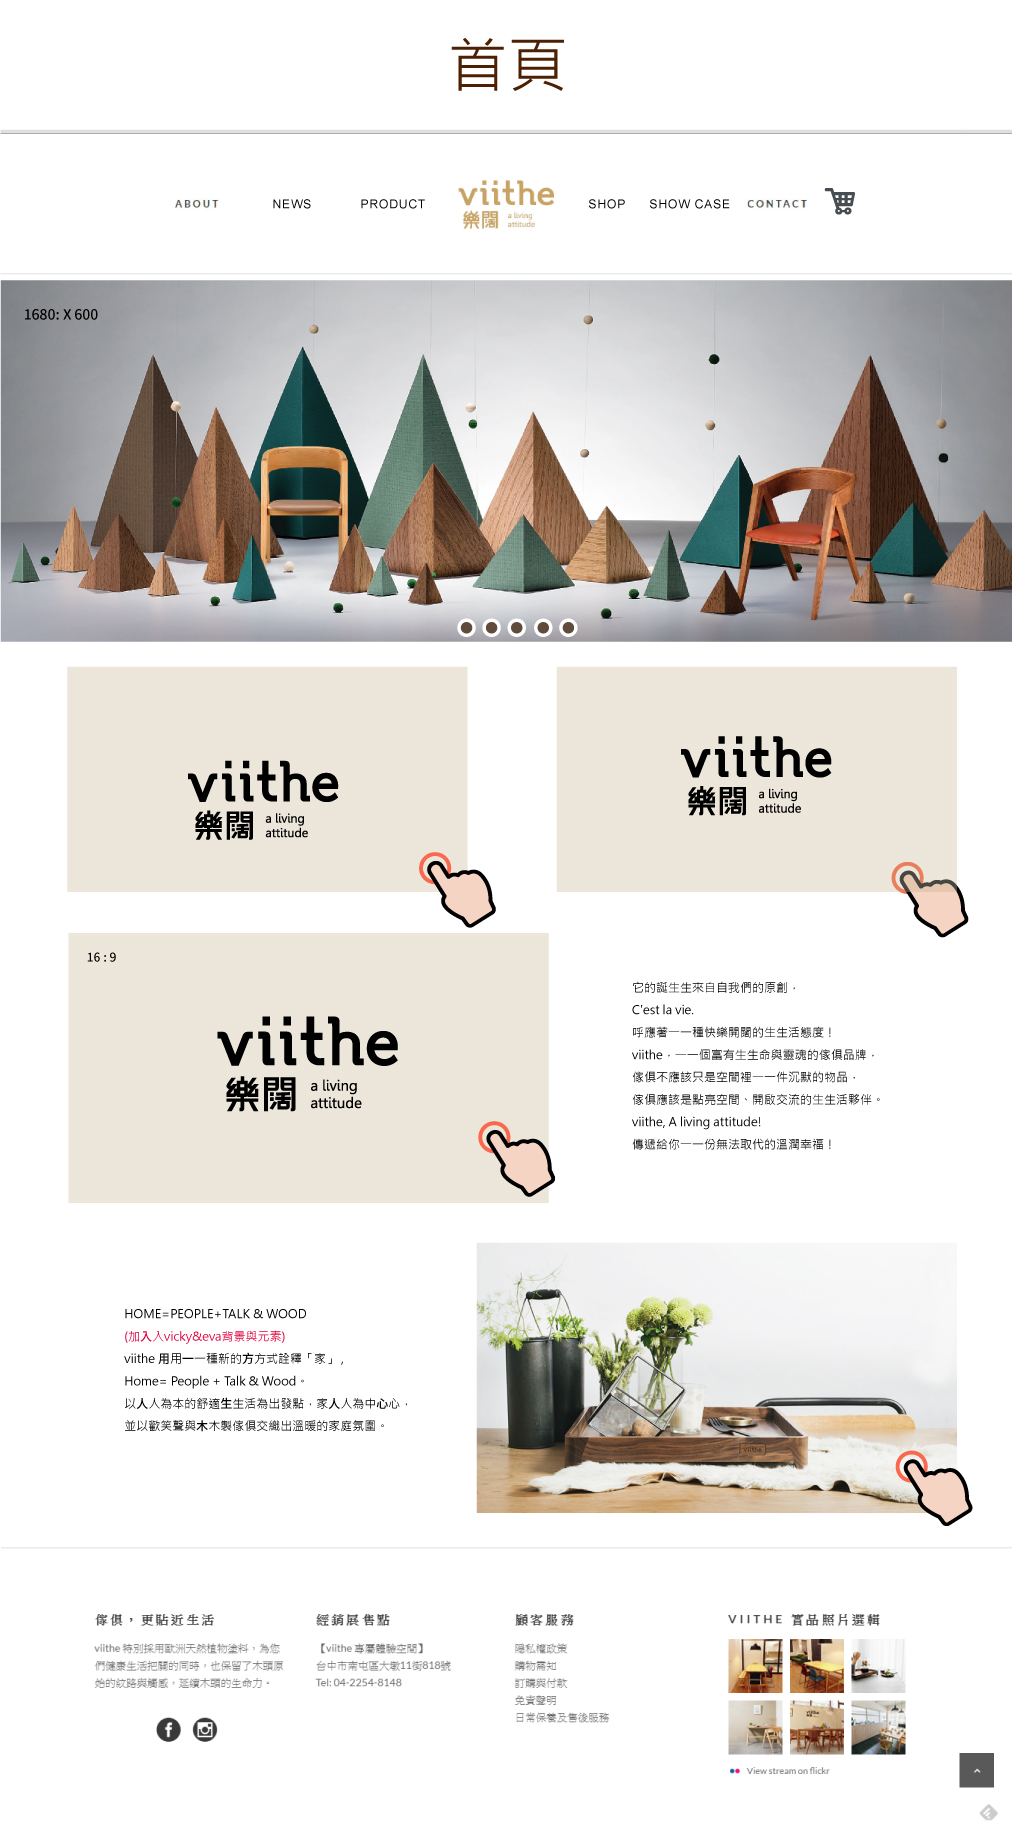 首頁
ABOUT NEWS PRODUCT viithe SHOP SHOW CASE CONTACT
樂闊 a living
attitude
1680: X 600
viithe
樂闊 a living
attitude
viithe
樂闊 a living
attitude
16 : 9
viithe
樂闊 a living
attitude
它的誕生生來自自我們的原創，
C'est la vie.
呼應著一一種快樂開闊的生生活態度！
viithe，一一個富有生生命與靈魂的傢俱品牌，
傢俱不應該只是空間裡一一件沉默的物品，
傢俱應該是點亮空間、開啟交流的生生活夥伴。
viithe, A living attitude!
傳遞給你一一份無法取代的溫潤幸福！
HOME=PEOPLE+TALK & WOOD
(加入入vicky&eva背景與元素)
viithe 用用一一種新的方方式詮釋「家」，
Home= People + Talk & Wood。
以人人為本的舒適生生活為出發點，家人人為中心心，
並以歡笑聲與木木製傢俱交織出溫暖的家庭氛圍。
viithe
傢俱，更貼近生活
viithe 特別採用歐洲天然植物塗料，為您
們健康生活把關的同時，也保留了木頭原
始的紋路與觸感，延續木頭的生命力。
經銷展售點
【viithe 專屬體驗空間】
台中市南屯區大墩11街818號
Tel: 04-2254-8148
顧客服務
隱私權政策
購物需知
訂購與付款
免責聲明
日常保養及售後服務
VIITHE 實品照片選輯
View stream on flickr